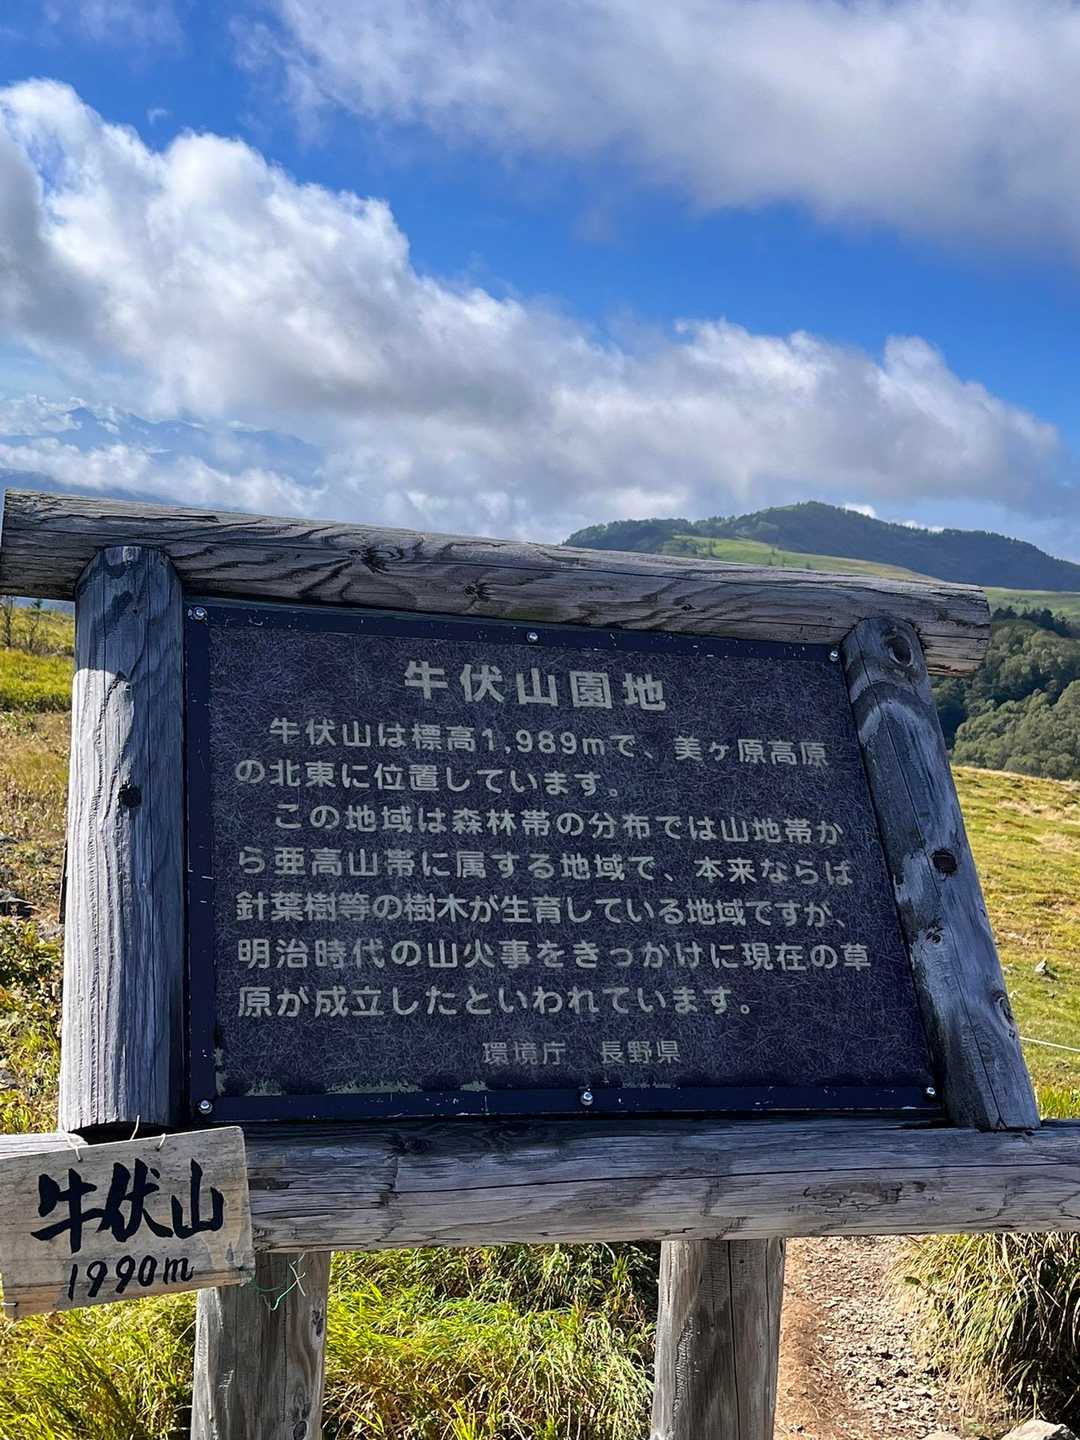 牛伏山園地
牛伏山は標高1,989mで、美ヶ原高原
の北東に位置しています。
この地域は森林帯の分布では山地帯か
ら亜高山帯に属する地域で、本来ならば
針葉樹等の樹木が生育している地域ですが、
明治時代の山火事をきっかけに現在の草
原が成立したといわれています。
環境庁 長野県
牛伏山
1990m